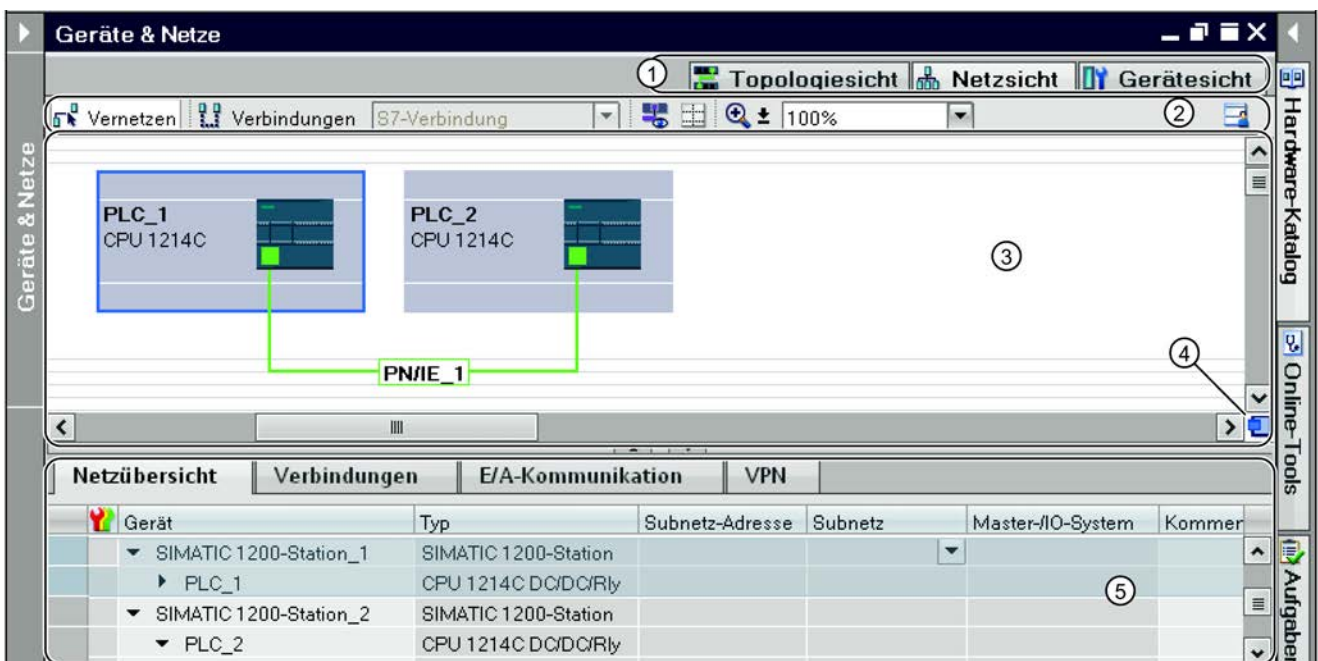 Geräte & Netze
Geräte & Netze
1
Topologiesicht Netzsicht Gerätesicht
Vernetzen Verbindungen S7-Verbindung 100% 2
PLC_1
CPU 1214C
PLC_2
CPU 1214C
3
4
PN/IE_1
Netzübersicht Verbindungen E/A-Kommunikation VPN
Gerät Typ Subnetz-Adresse Subnetz Master-/IO-System Kommer
SIMATIC 1200-Station_1 SIMATIC 1200-Station
PLC_1 CPU 1214C DC/DC/Rly
5
SIMATIC 1200-Station_2 SIMATIC 1200-Station
PLC_2 CPU 1214C DC/DC/Rly
Hardware-Katalog
Online-Tools
Aufgaben